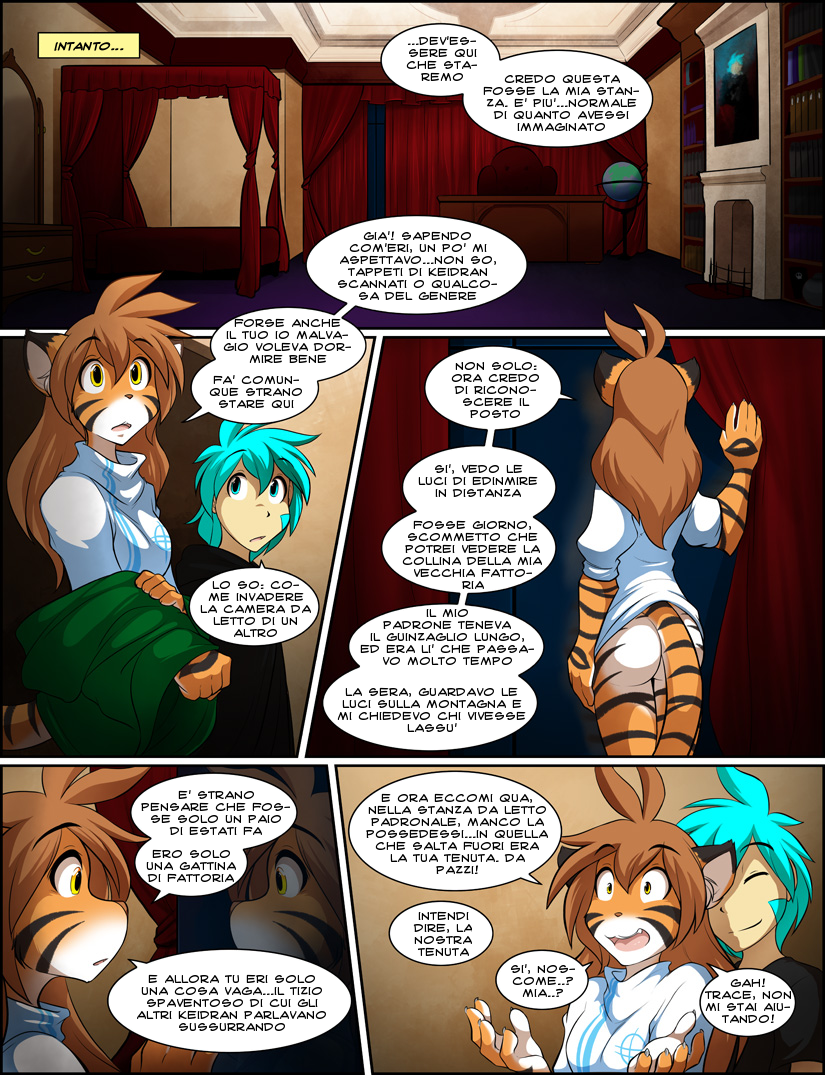 INTANTO...
...DEV'ES-
SERE QUI
CHE STA-
REMO
CREDO QUESTA
FOSSE LA MIA STAN-
ZA. E' PIU'...NORMALE
DI QUANTO AVESSI
IMMAGINATO
GIA'! SAPENDO
COM'ERI, UN PO' MI
ASPETTAVO...NON SO,
TAPPETI DI KEIDRAN
SCANNATI O QUALCO-
SA DEL GENERE
FORSE ANCHE
IL TUO IO MALVA-
GIO VOLEVA DOR-
MIRE BENE
FA' COMUN-
QUE STRANO
STARE QUI
LO SO: CO-
ME INVADERE
LA CAMERA DA
LETTO DI UN
ALTRO
NON SOLO:
ORA CREDO
DI RICONO-
SCERE IL
POSTO
SI', VEDO LE
LUCI DI EDINMIRE
IN DISTANZA
FOSSE GIORNO,
SCOMMETTO CHE
POTREI VEDERE LA
COLLINA DELLA MIA
VECCHIA FATTO-
RIA
IL MIO
PADRONE TENEVA
IL GUINZAGLIO LUNGO,
ED ERA LI' CHE PASSA-
VO MOLTO TEMPO
LA SERA, GUARDAVO LE
LUCI SULLA MONTAGNA E
MI CHIEDEVO CHI VIVESSE
LASSU'
E' STRANO
PENSARE CHE FOS-
SE SOLO UN PAIO
DI ESTATI FA
ERO SOLO
UNA GATTINA
DI FATTORIA
E ALLORA TU ERI SOLO
UNA COSA VAGA...IL TIZIO
SPAVENTOSO DI CUI GLI
ALTRI KEIDRAN PARLAVANO
SUSSURRANDO
E ORA ECCOMI QUA,
NELLA STANZA DA LETTO
PADRONALE, MANCO LA
POSSEDESSI...IN QUELLA
CHE SALTA FUORI ERA
LA TUA TENUTA. DA
PAZZI!
INTENDI
DIRE, LA
NOSTRA
TENUTA
SI', NOS-
COME..?
MIA..?
GAH!
TRACE, NON
MI STAI AIU-
TANDO!